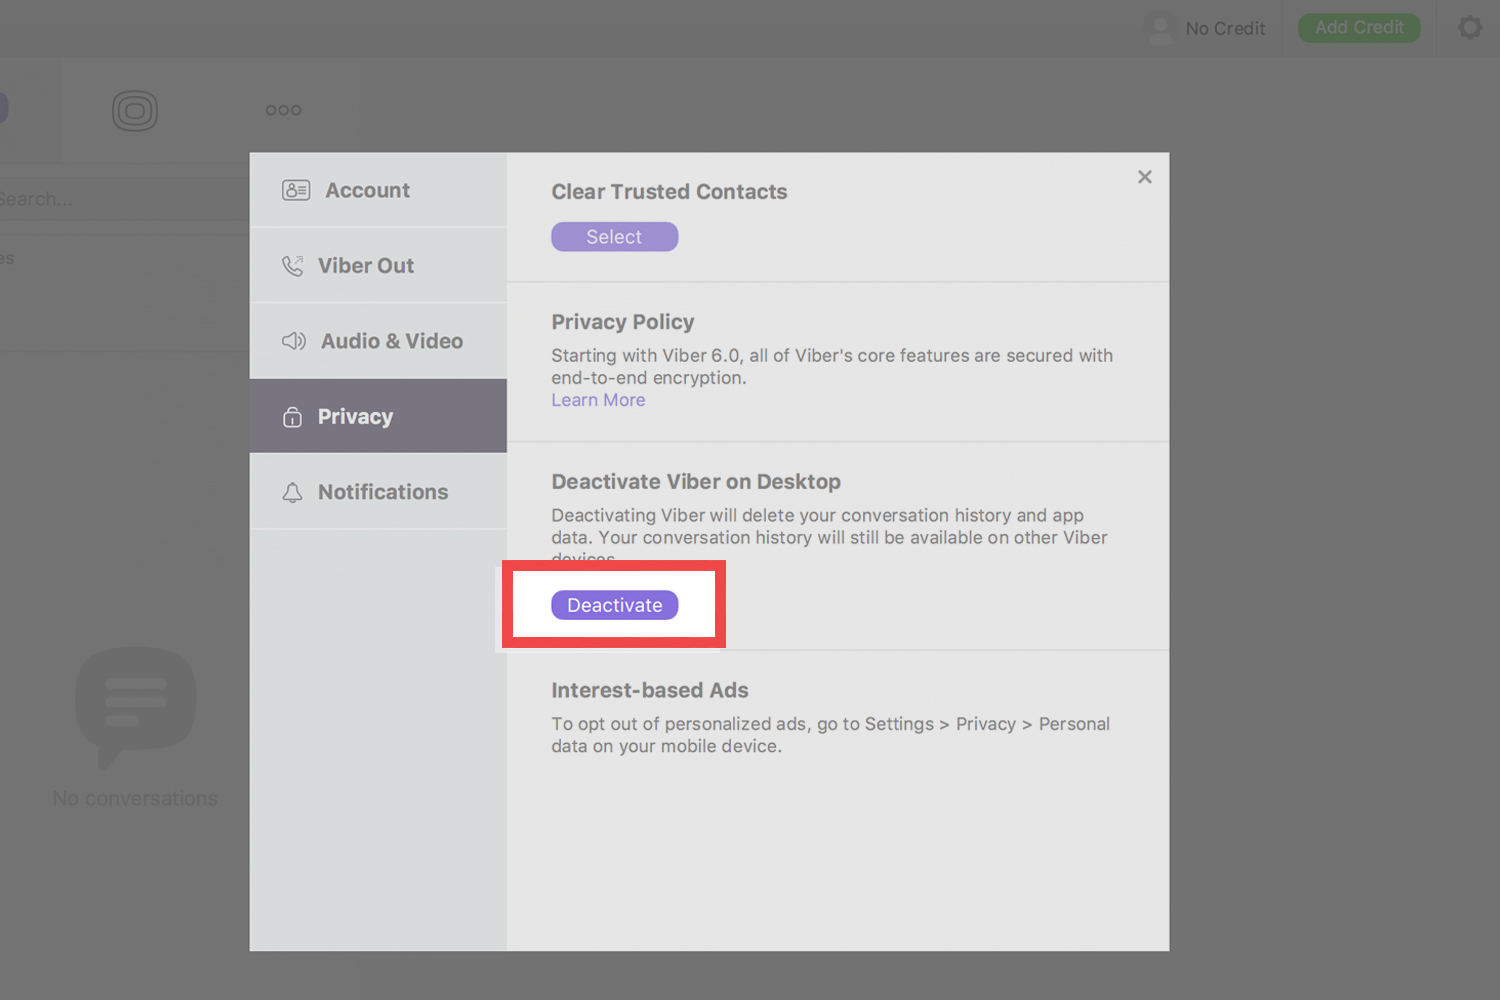 No Credit
Add Credit
Search...
es
Account
Viber Out
Audio & Video
Privacy
Notifications
Clear Trusted Contacts
Select
Privacy Policy
Starting with Viber 6.0, all of Viber's core features are secured with
end-to-end encryption.
Learn More
Deactivate Viber on Desktop
Deactivating Viber will delete your conversation history and app
data. Your conversation history will still be available on other Viber
devices.
Deactivate
Interest-based Ads
To opt out of personalized ads, go to Settings > Privacy > Personal
data on your mobile device.
No conversations